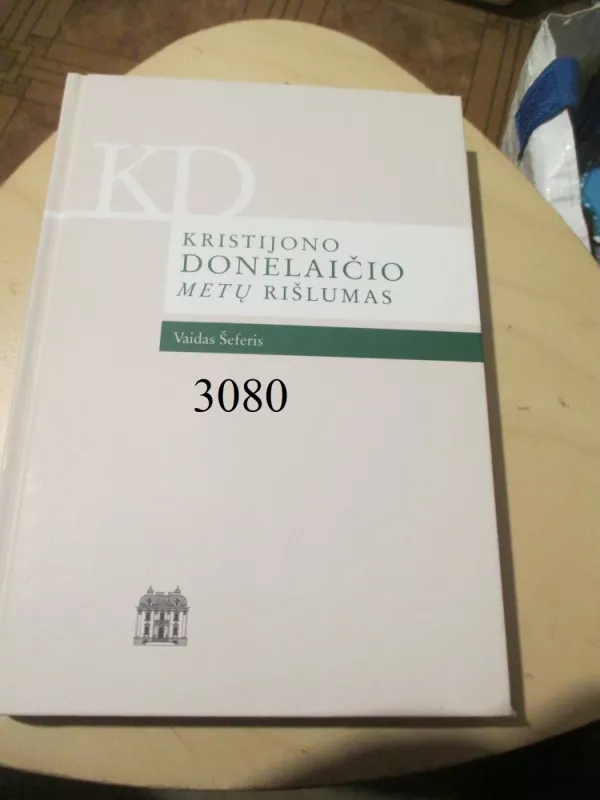 KD
KRISTIJONO
DONELAIČIO
METŲ RIŠLUMAS
Vaidas Šeferis
3080